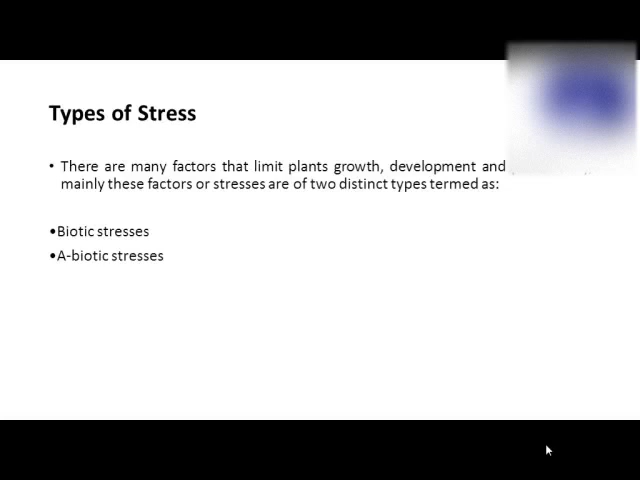 Types of Stress
• There are many factors that limit plants growth, development and
mainly these factors or stresses are of two distinct types termed as:
•Biotic stresses
•A-biotic stresses